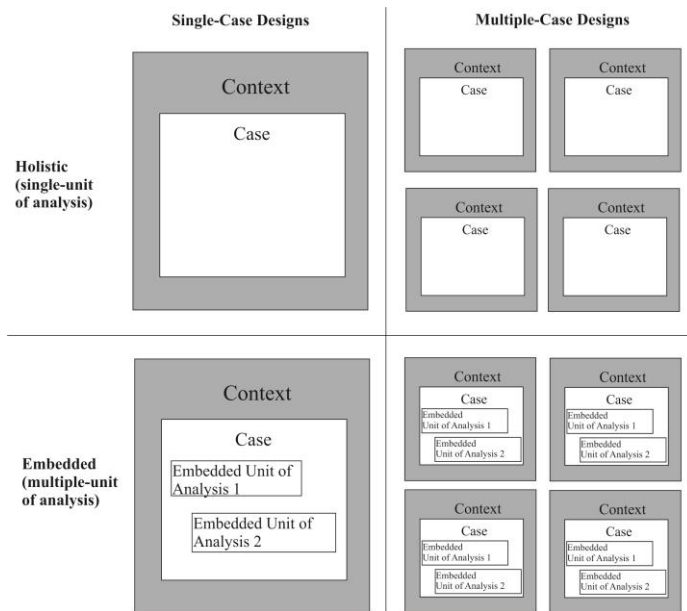 Single-Case Designs
Multiple-Case Designs
Holistic
(single-unit
of analysis)
Context
Case
Context
Case
Context
Case
Context
Case
Context
Case
Embedded
(multiple-unit
of analysis)
Context
Case
Embedded Unit of
Analysis 1
Embedded Unit of
Analysis 2
Context
Case
Embedded
Unit of Analysis 1
Embedded
Unit of Analysis 2
Context
Case
Embedded
Unit of Analysis 1
Embedded
Unit of Analysis 2
Context
Case
Embedded
Unit of Analysis 1
Embedded
Unit of Analysis 2
Context
Case
Embedded
Unit of Analysis 1
Embedded
Unit of Analysis 2